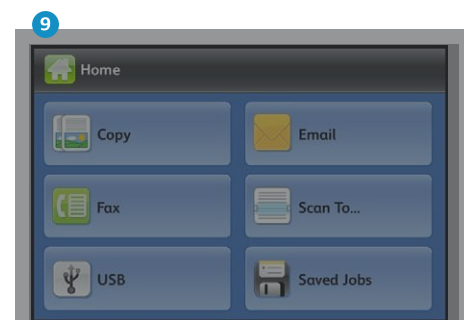 9
Home
Copy
Email
Fax
Scan To...
USB
Saved Jobs